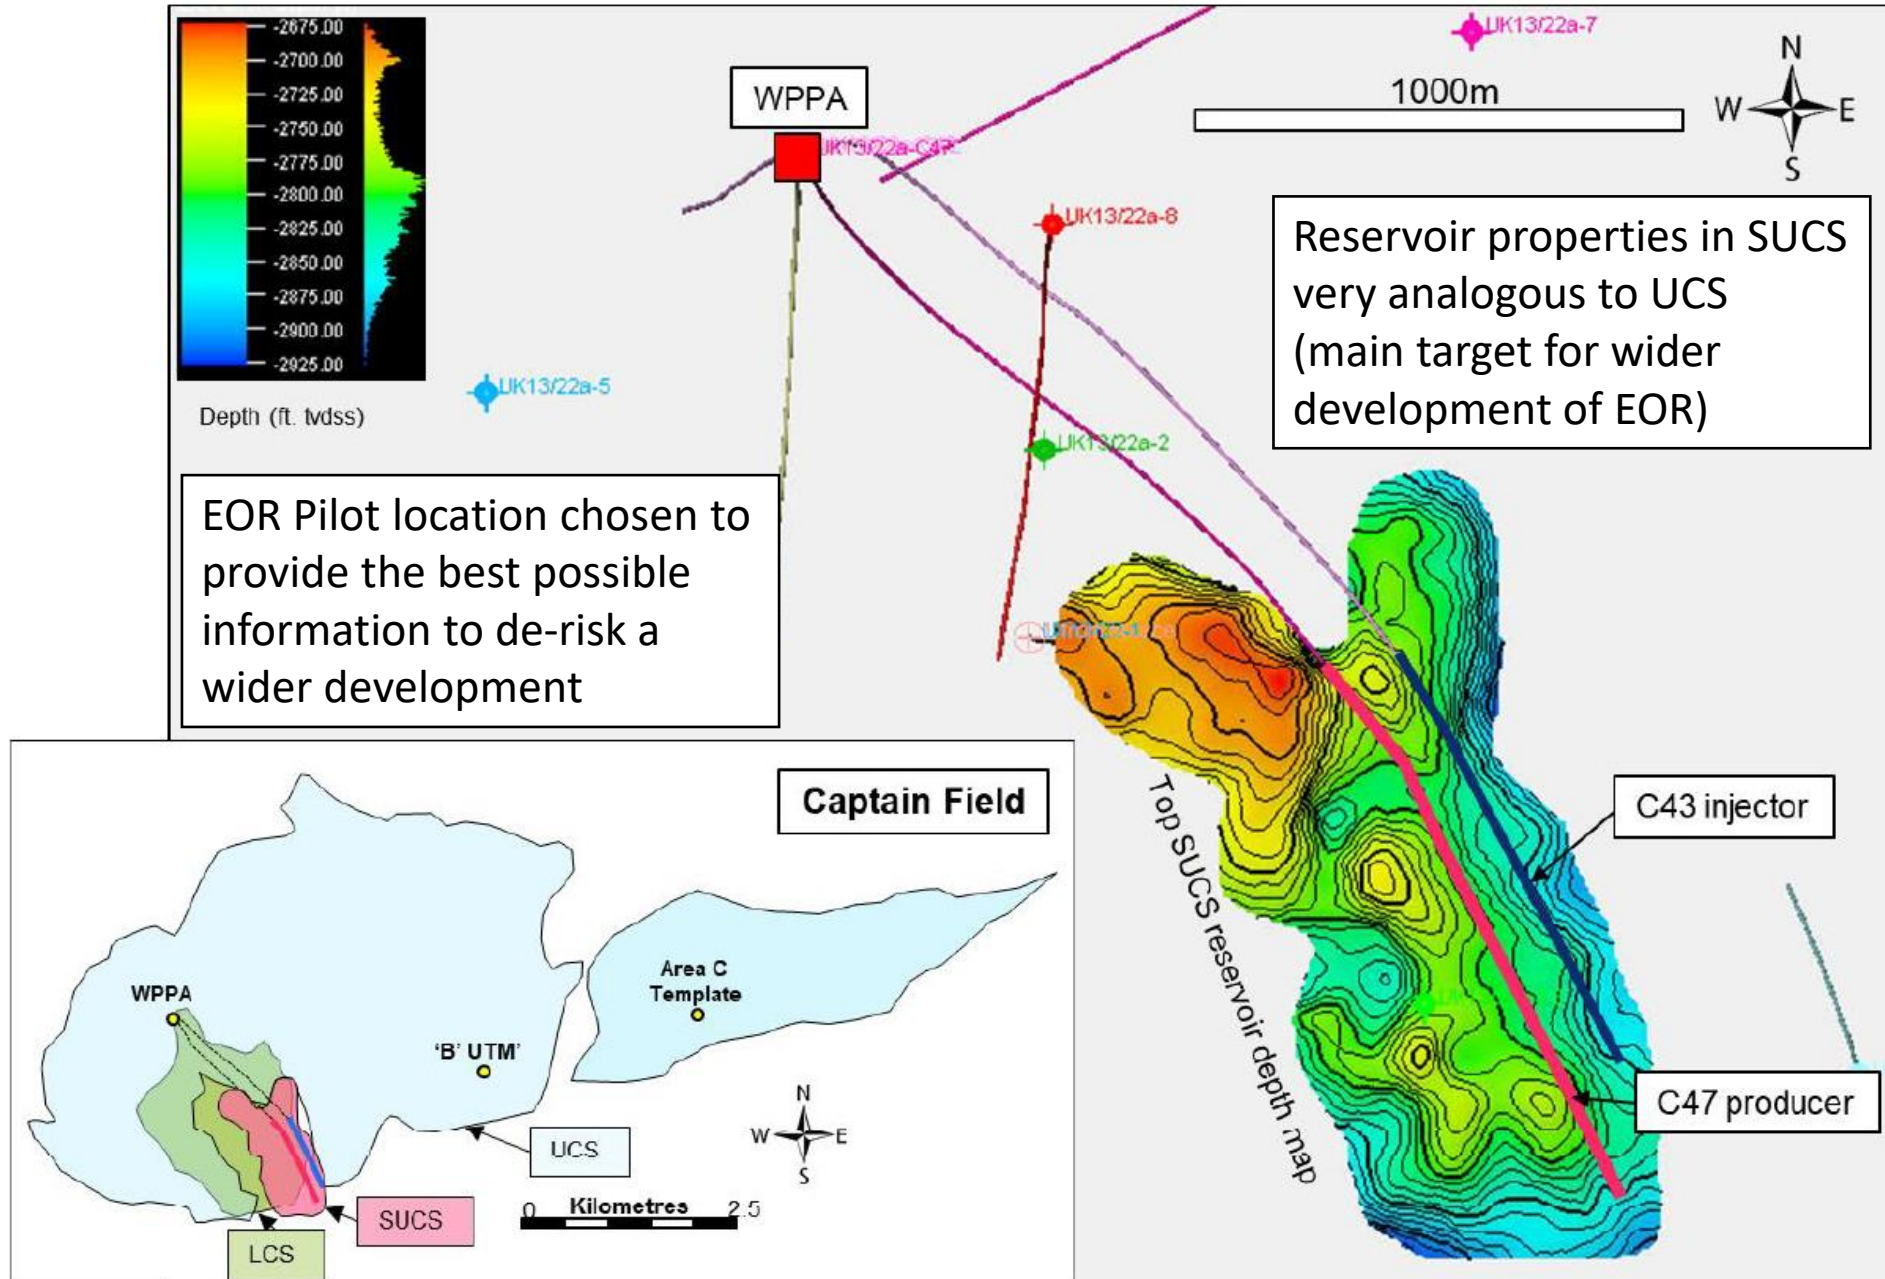 -2675.00
-2700.00
-2725.00
-2750.00
-2775.00
-2800.00
-2825.00
-2850.00
-2875.00
-2900.00
-2925.00
Depth (ft. tvdss)
WPPA
UK13/22a-C47
UK13/22a-7
1000m
N
W E
S
UK13/22a-8
UK13/22a-5
UK13/22a-2
Reservoir properties in SUCS
very analogous to UCS
(main target for wider
development of EOR)
EOR Pilot location chosen to
provide the best possible
information to de-risk a
wider development
Top SUCS reservoir depth map
C43 injector
C47 producer
Captain Field
WPPA
Area C
Template
'B' UTM'
N
W E
S
UCS
SUCS
LCS
0 Kilometres 2.5